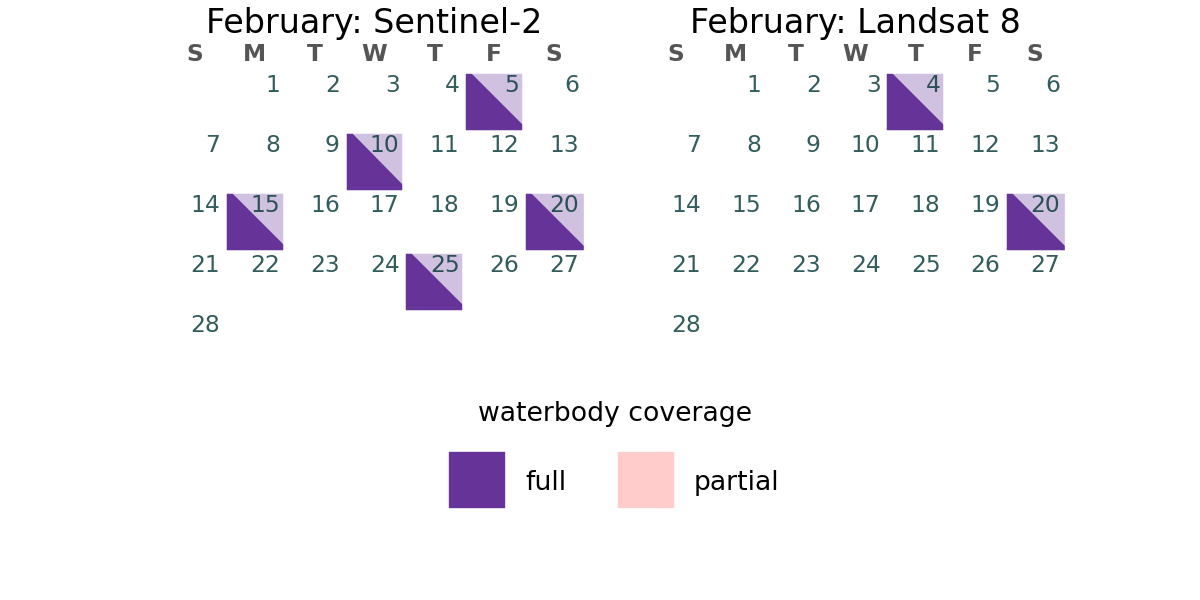 February: Sentinel-2
S M T W T F S
1 2 3 4 5 6
7 8 9 10 11 12 13
14 15 16 17 18 19 20
21 22 23 24 25 26 27
28
February: Landsat 8
S M T W T F S
1 2 3 4 5 6
7 8 9 10 11 12 13
14 15 16 17 18 19 20
21 22 23 24 25 26 27
28
waterbody coverage
full partial